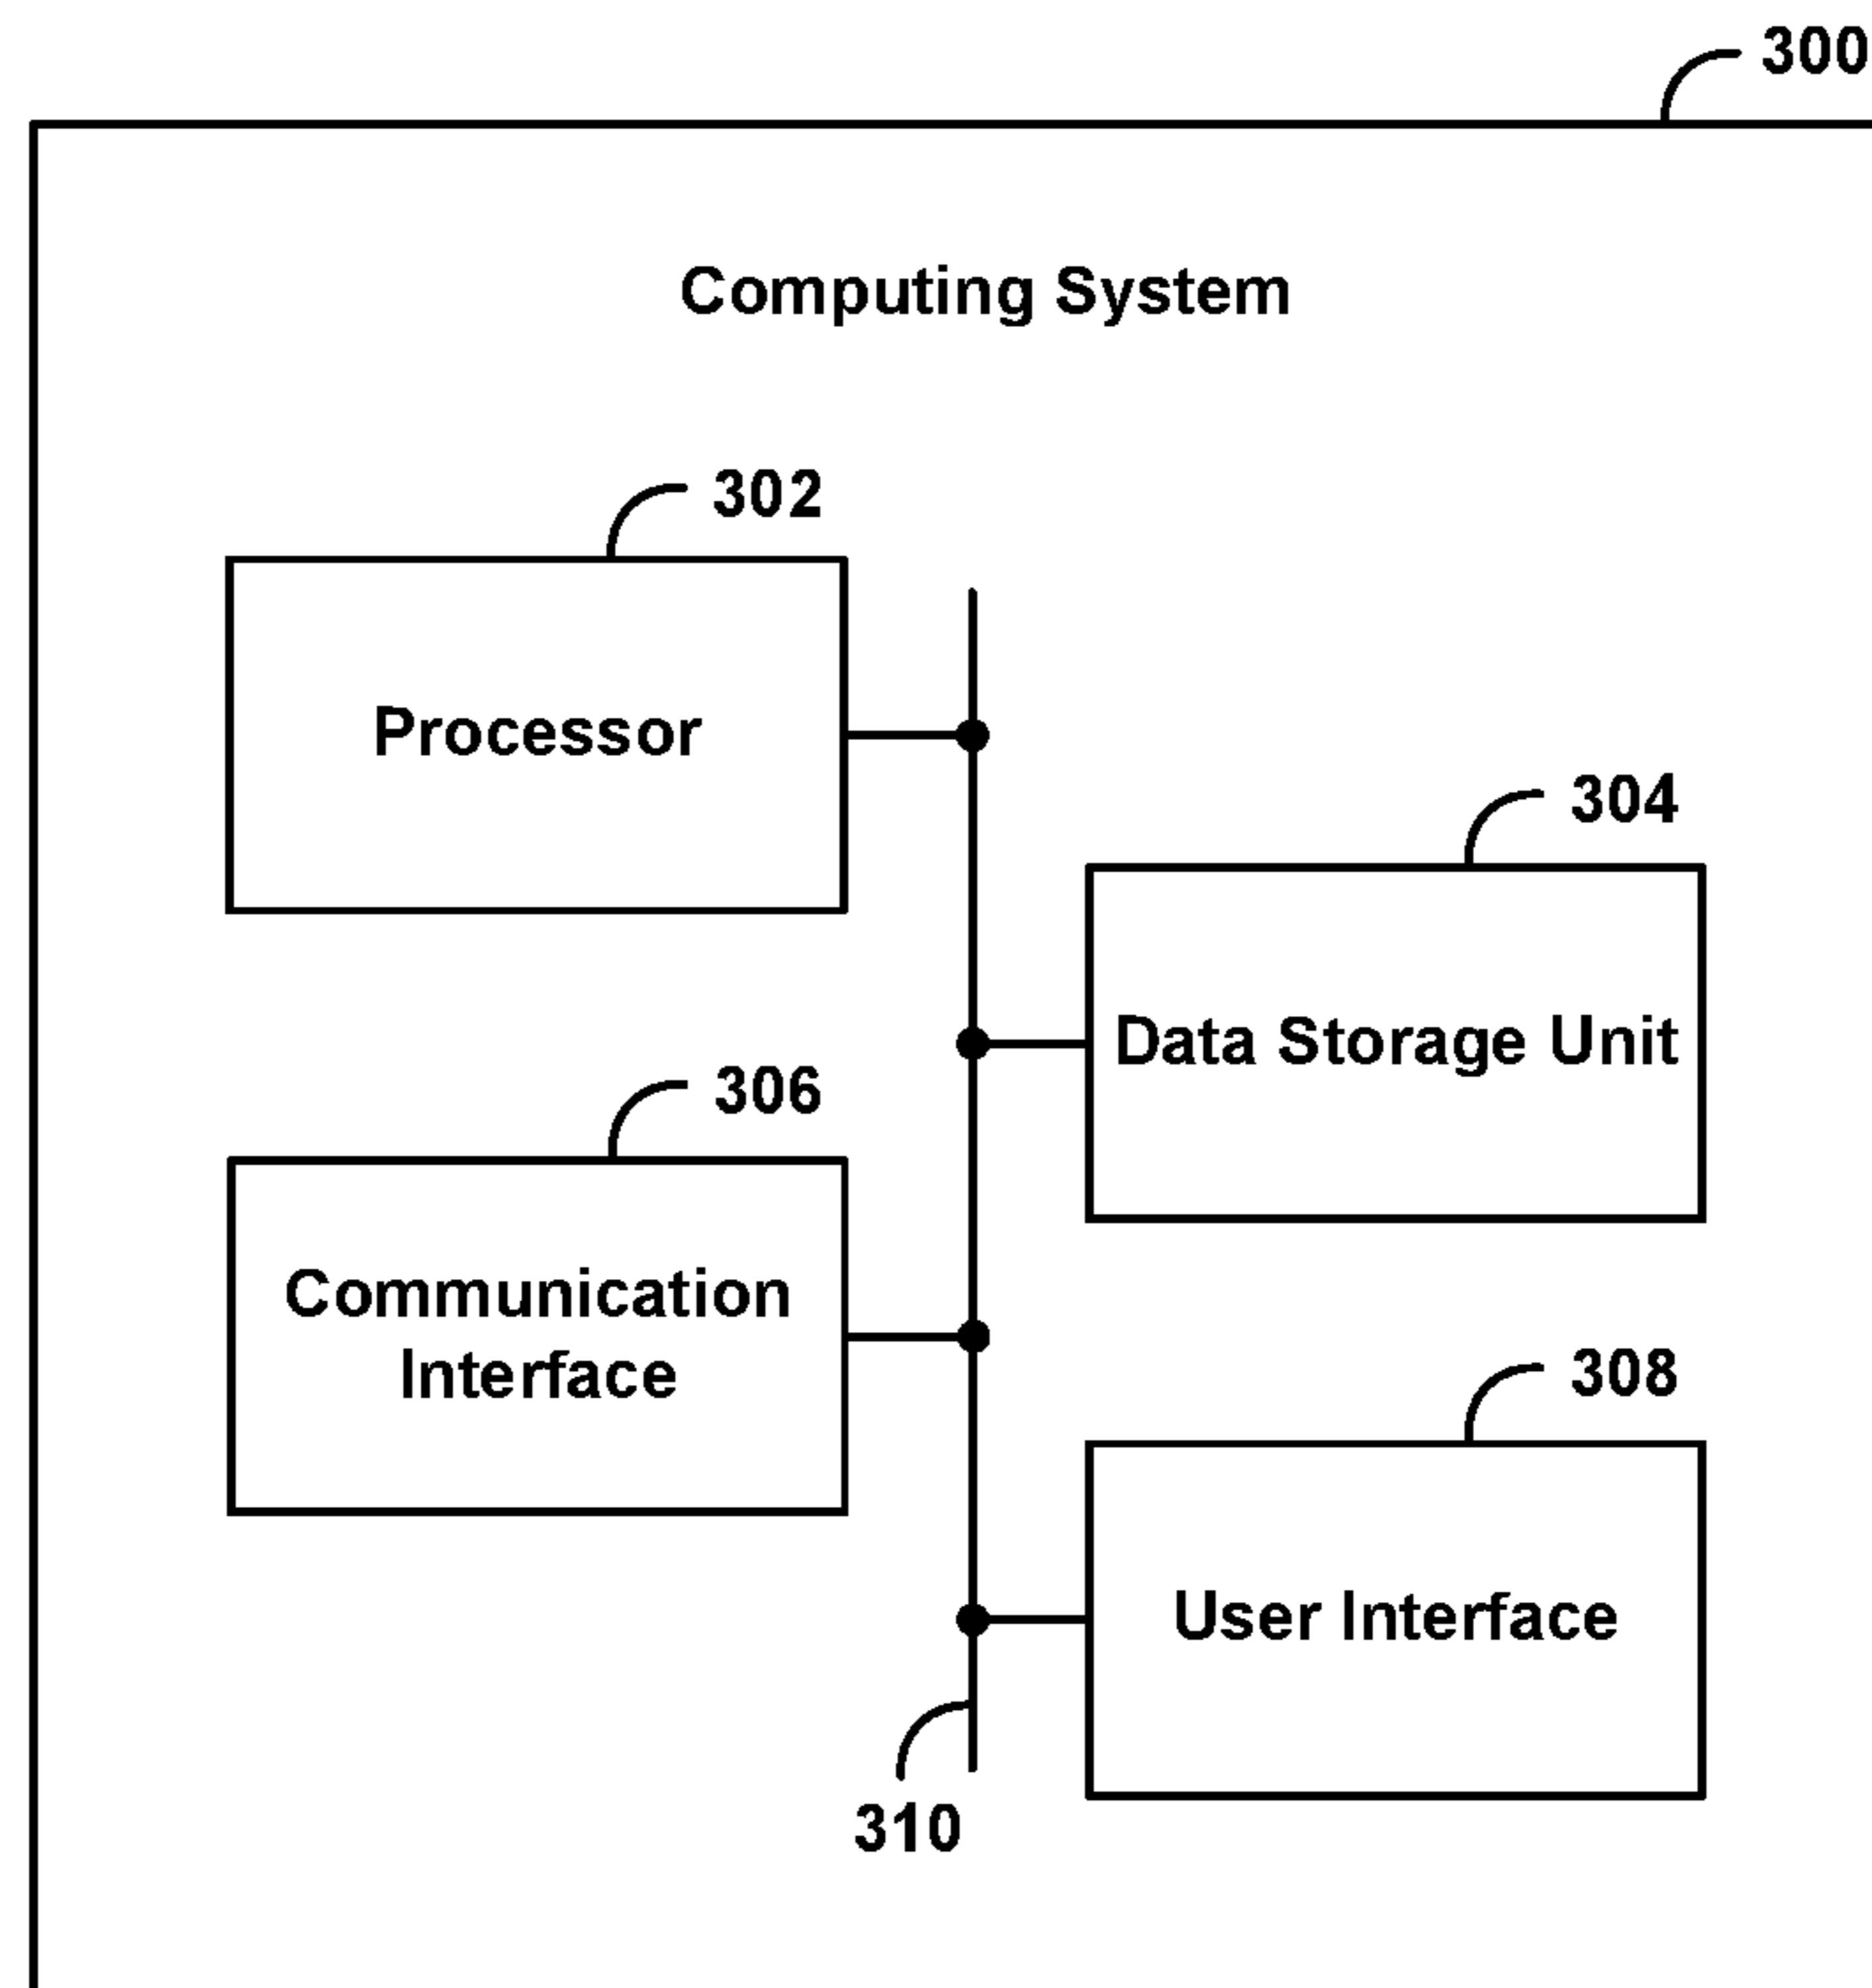 300
Computing System
302
Processor
304
Data Storage Unit
306
Communication
Interface
308
User Interface
310